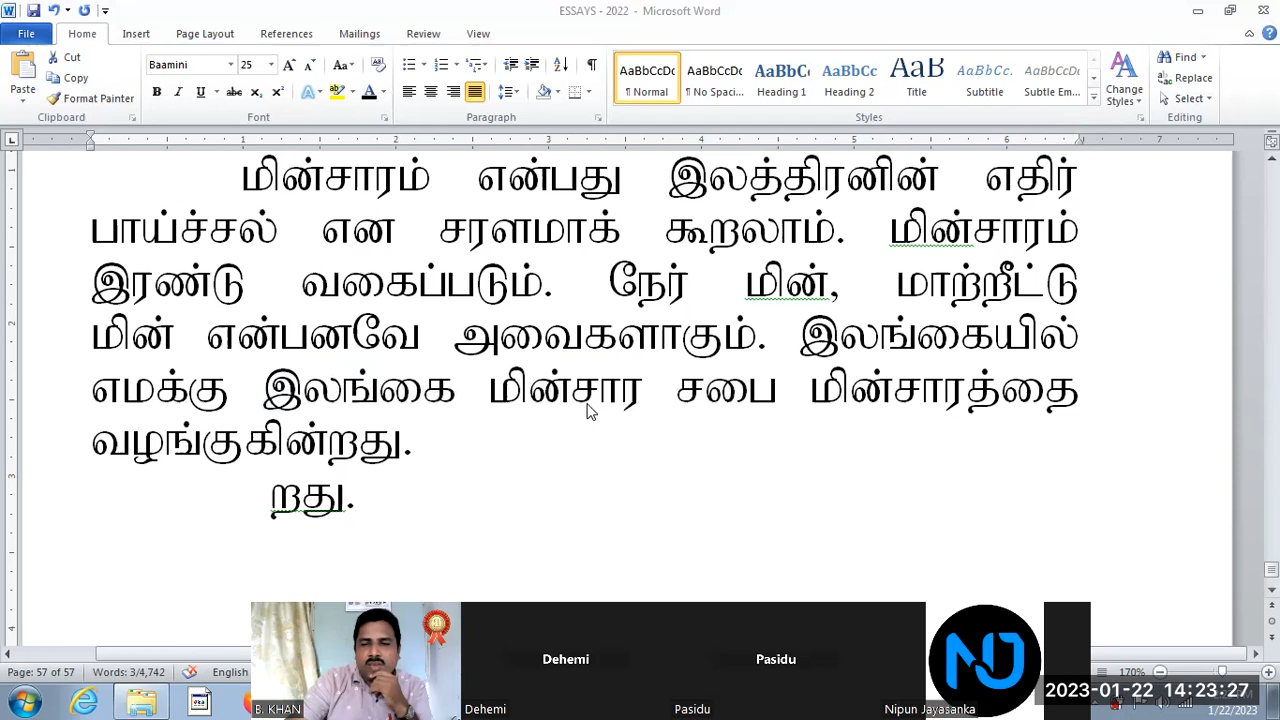 ESSAYS - 2022 - Microsoft Word
File Home Insert Page Layout References Mailings Review View
Cut
Copy
Format Painter
Paste
Clipboard
Baamini 25
Font
Paragraph
AaBbCcDc AaBbCcDc AaBbC AaBbCc AaB AaBbCcI AaBbCcDc
¶ Normal ¶ No Spaci... Heading 1 Heading 2 Title Subtitle Subtle Em...
Styles
Change Styles
Find
Replace
Select
Editing
மின்சாரம் என்பது இலத்திரனின் எதிர்
பாய்ச்சல் என சரளமாக் கூறலாம். மின்சாரம்
இரண்டு வகைப்படும். நேர் மின், மாற்றீட்டு
மின் என்பனவே அவைகளாகும். இலங்கையில்
எமக்கு இலங்கை மின்சார சபை மின்சாரத்தை
வழங்குகின்றது.
றது.
Dehemi Pasidu
NJ
B. KHAN Dehemi Pasidu Nipun Jayasanka
Page: 57 of 57 Words: 3/4,742 English 170%
2023-01-22 14:23:27
1/22/2023